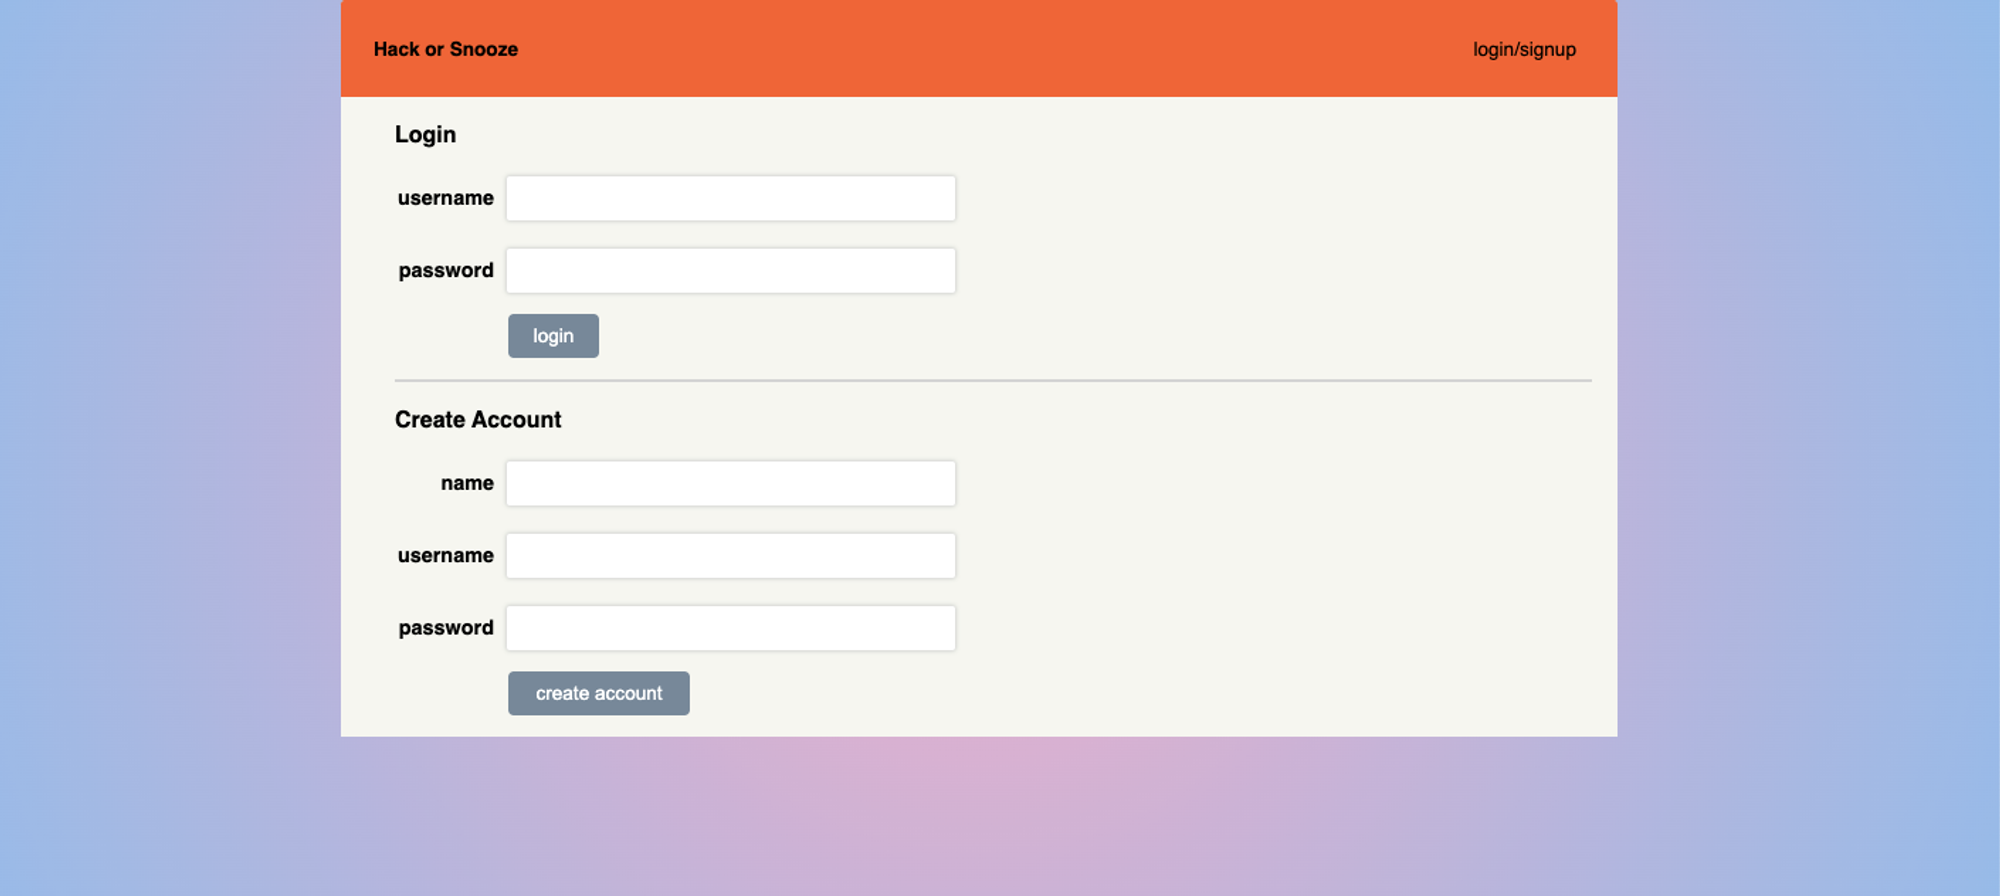 Hack or Snooze
login/signup
Login
username
password
login
Create Account
name
username
password
create account